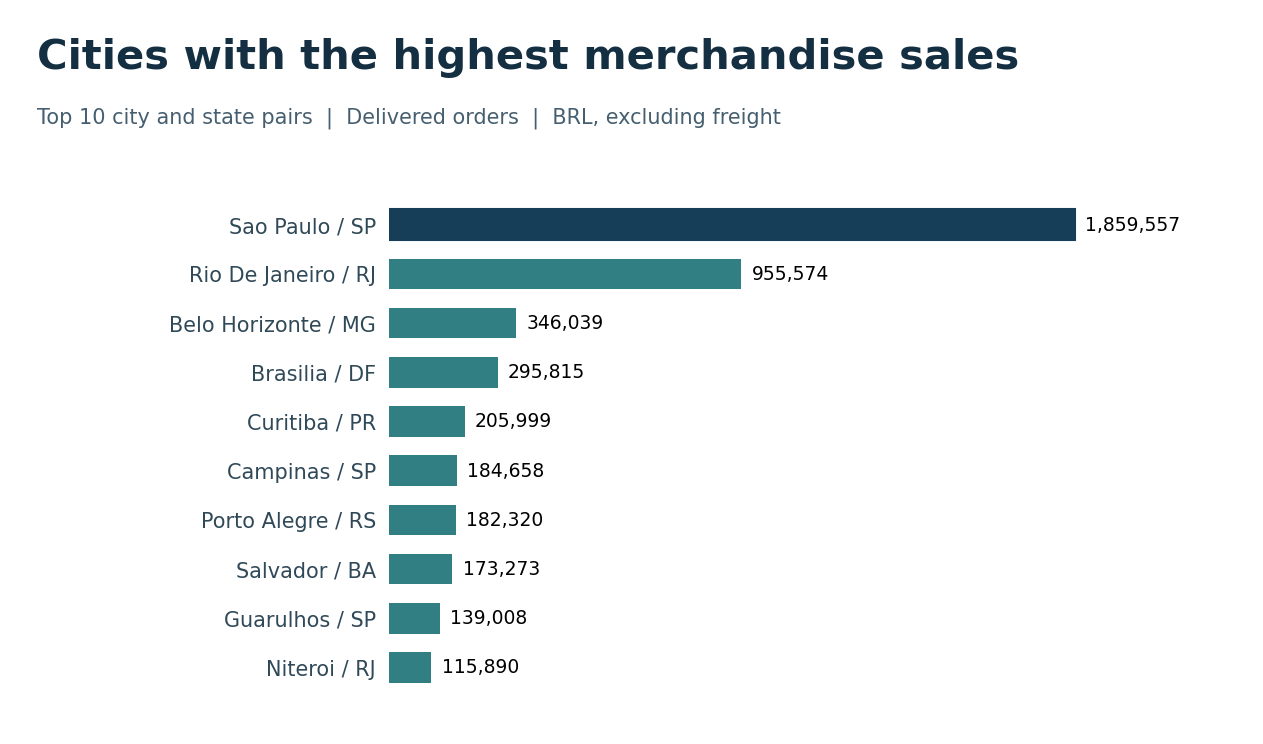 Cities with the highest merchandise sales
Top 10 city and state pairs | Delivered orders | BRL, excluding freight
Sao Paulo / SP 1,859,557
Rio De Janeiro / RJ 955,574
Belo Horizonte / MG 346,039
Brasilia / DF 295,815
Curitiba / PR 205,999
Campinas / SP 184,658
Porto Alegre / RS 182,320
Salvador / BA 173,273
Guarulhos / SP 139,008
Niteroi / RJ 115,890